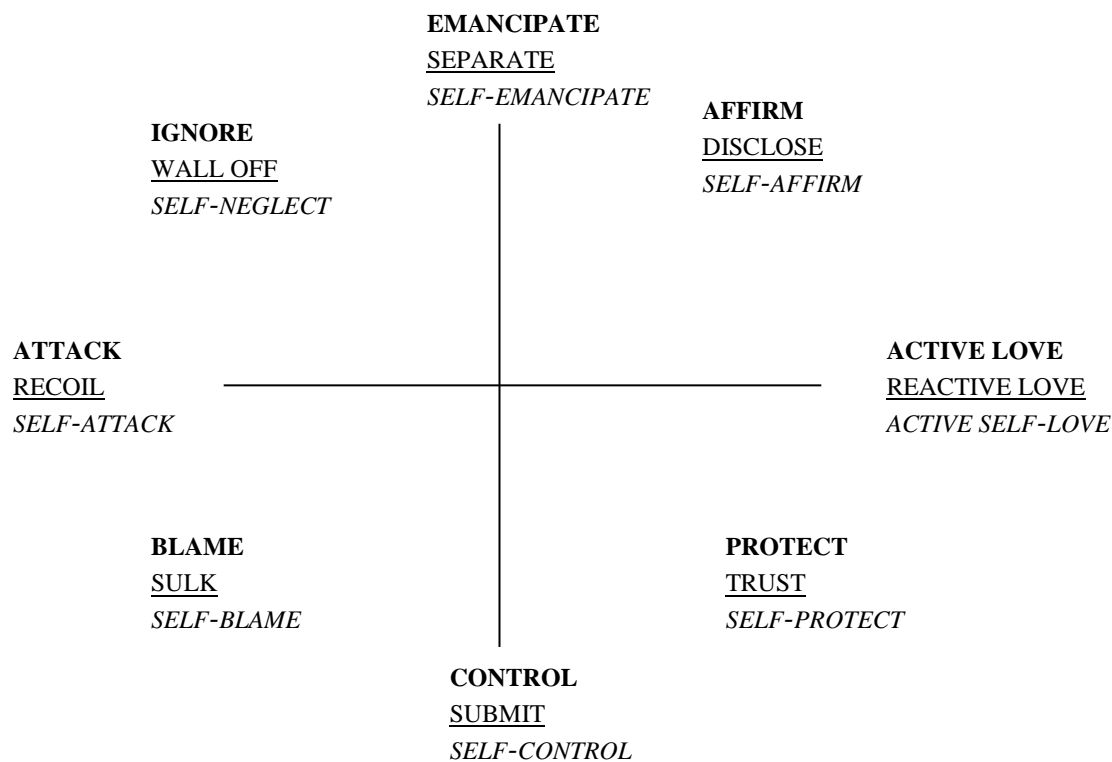 EMANCIPATE
SEPARATE
SELF-EMANCIPATE
AFFIRM
DISCLOSE
SELF-AFFIRM
IGNORE
WALL OFF
SELF-NEGLECT
ATTACK
RECOIL
SELF-ATTACK
ACTIVE LOVE
REACTIVE LOVE
ACTIVE SELF-LOVE
BLAME
SULK
SELF-BLAME
PROTECT
TRUST
SELF-PROTECT
CONTROL
SUBMIT
SELF-CONTROL